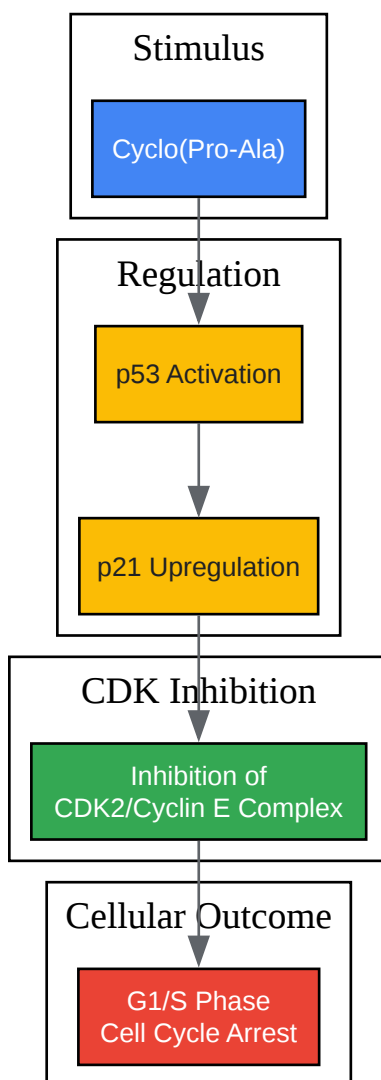 Stimulus
Cyclo(Pro-Ala)
Regulation
p53 Activation
p21 Upregulation
CDK Inhibition
Inhibition of
CDK2/Cyclin E Complex
Cellular Outcome
G1/S Phase
Cell Cycle Arrest